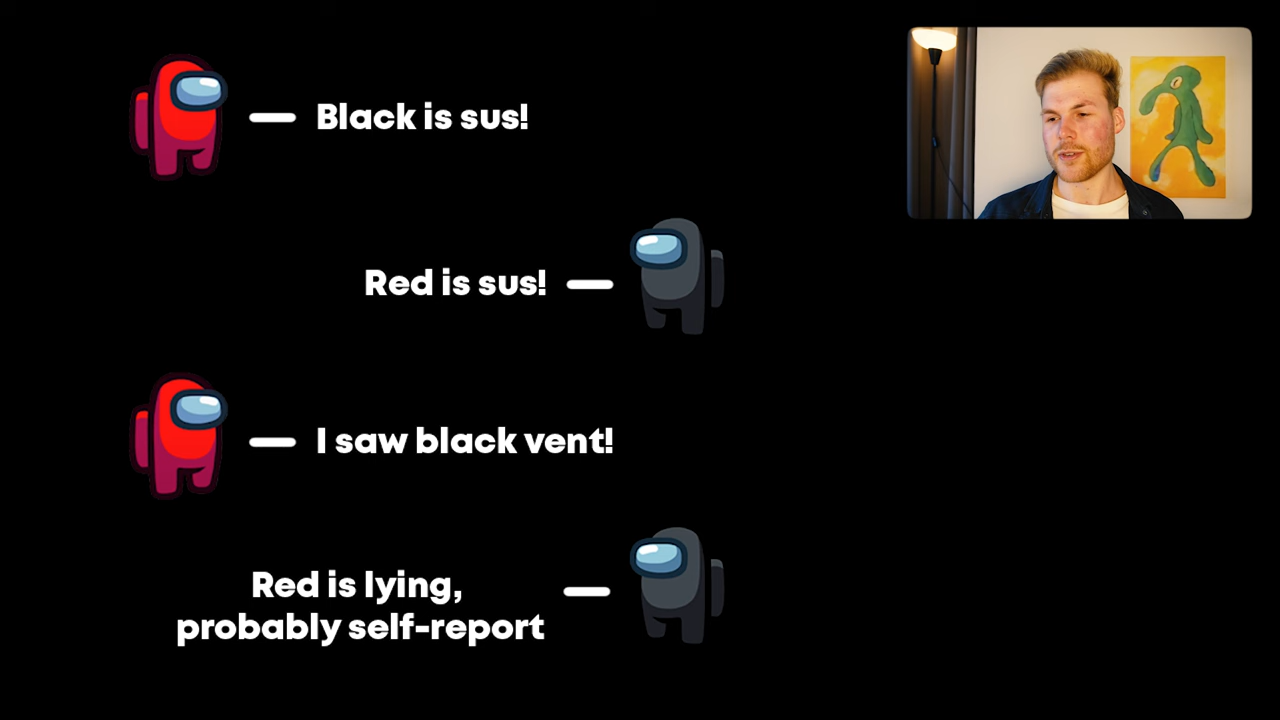 Black is sus!
Red is sus!
I saw black vent!
Red is lying,
probably self-report